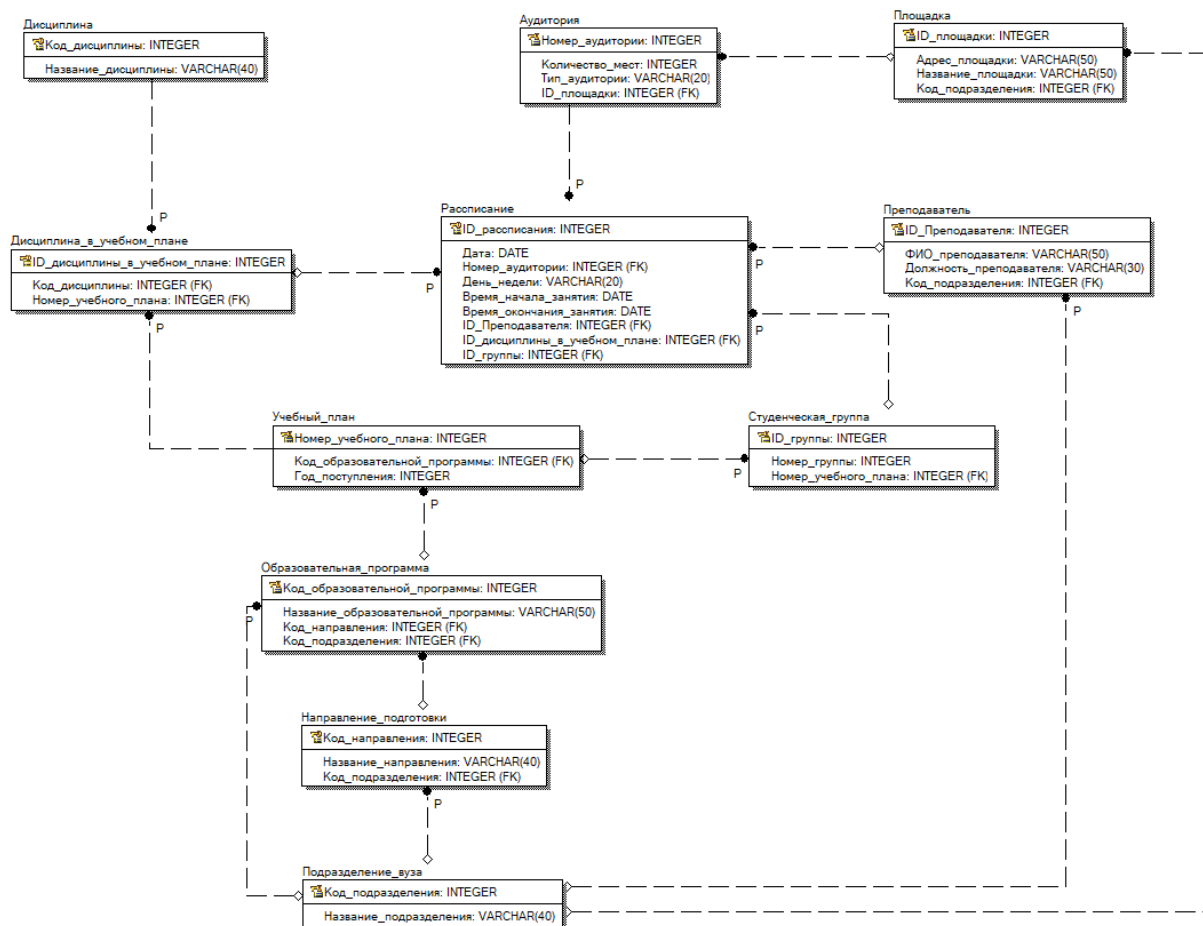 Дисциплина
Код_дисциплины: INTEGER
Название_дисциплины: VARCHAR(40)
Аудитория
Номер_аудитории: INTEGER
Количество_мест: INTEGER
Тип_аудитории: VARCHAR(20)
ID_площадки: INTEGER (FK)
Площадка
ID_площадки: INTEGER
Адрес_площадки: VARCHAR(50)
Название_площадки: VARCHAR(50)
Код_подразделения: INTEGER (FK)
P
P
Дисциплина_в_учебном_плане
ID_дисциплины_в_учебном_плане: INTEGER
Код_дисциплины: INTEGER (FK)
Номер_учебного_плана: INTEGER (FK)
P
P
Рассписание
ID_рассписания: INTEGER
Дата: DATE
Номер_аудитории: INTEGER (FK)
День_недели: VARCHAR(20)
Время_начала_занятия: DATE
Время_окончания_занятия: DATE
ID_Преподавателя: INTEGER (FK)
ID_дисциплины_в_учебном_плане: INTEGER (FK)
ID_группы: INTEGER (FK)
P
P
Преподаватель
ID_Преподавателя: INTEGER
ФИО_преподавателя: VARCHAR(50)
Должность_преподавателя: VARCHAR(30)
Код_подразделения: INTEGER (FK)
P
P
Учебный_план
Номер_учебного_плана: INTEGER
Код_образовательной_программы: INTEGER (FK)
Год_поступления: INTEGER
P
Студенческая_группа
ID_группы: INTEGER
Номер_группы: INTEGER
Номер_учебного_плана: INTEGER (FK)
P
Образовательная_программа
Код_образовательной_программы: INTEGER
Название_образовательной_программы: VARCHAR(50)
Код_направления: INTEGER (FK)
Код_подразделения: INTEGER (FK)
P
P
Направление_подготовки
Код_направления: INTEGER
Название_направления: VARCHAR(40)
Код_подразделения: INTEGER (FK)
P
Подразделение_вуза
Код_подразделения: INTEGER
Название_подразделения: VARCHAR(40)